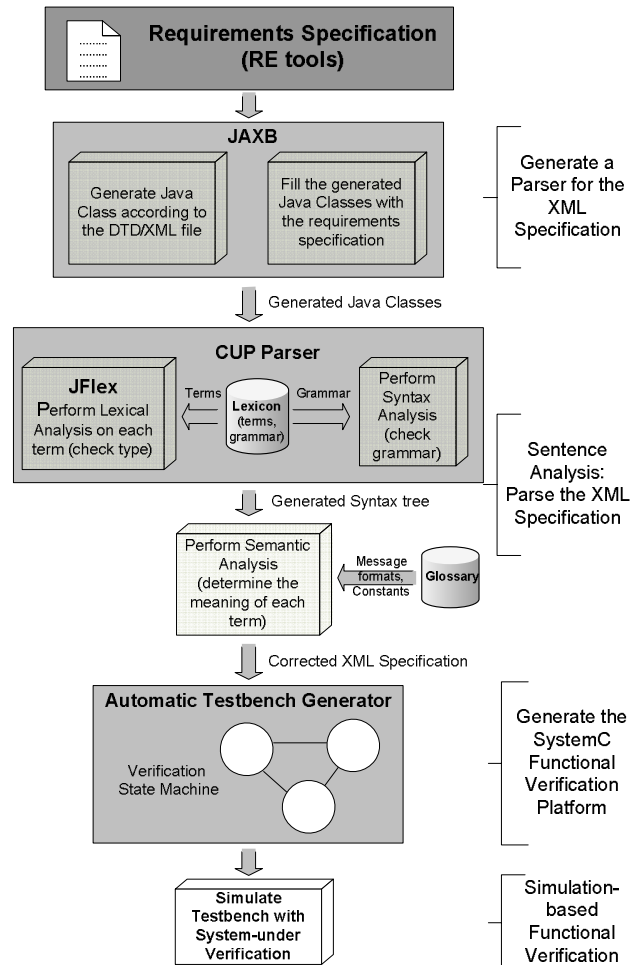 Requirements Specification
(RE tools)
JAXB
Generate Java
Class according to
the DTD/XML file
Fill the generated
Java Classes with
the requirements
specification
Generate a
Parser for the
XML
Specification
Generated Java Classes
CUP Parser
JFlex
Perform Lexical
Analysis on each
term (check type)
Terms
Lexicon
(terms,
grammar)
Grammar
Perform
Syntax
Analysis
(check
grammar)
Sentence
Analysis:
Parse the XML
Specification
Generated Syntax tree
Perform Semantic
Analysis
(determine the
meaning of each
term)
Message
formats,
Constants
Glossary
Corrected XML Specification
Automatic Testbench Generator
Verification
State Machine
Generate the
SystemC
Functional
Verification
Platform
Simulate
Testbench with
System-under
Verification
Simulation-
based
Functional
Verification